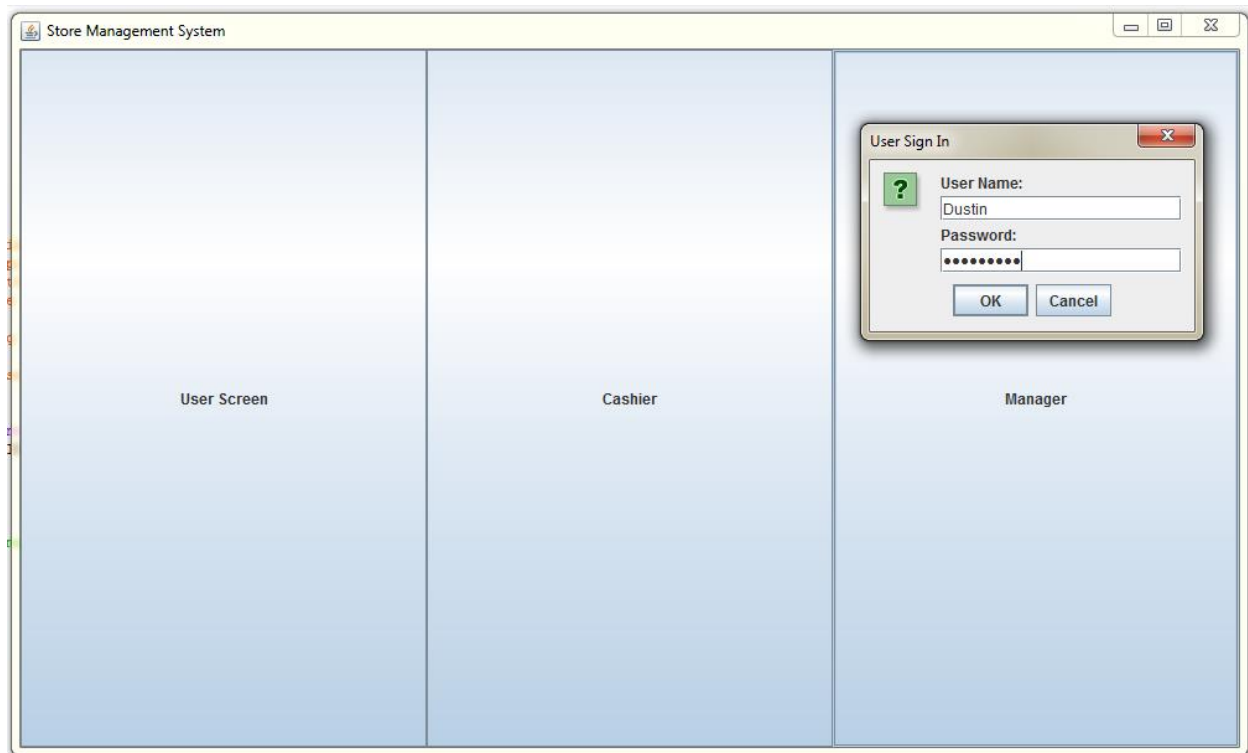 Store Management System
User Sign In
?
User Name:
Dustin
Password:
•••••••••
OK Cancel
User Screen Cashier Manager